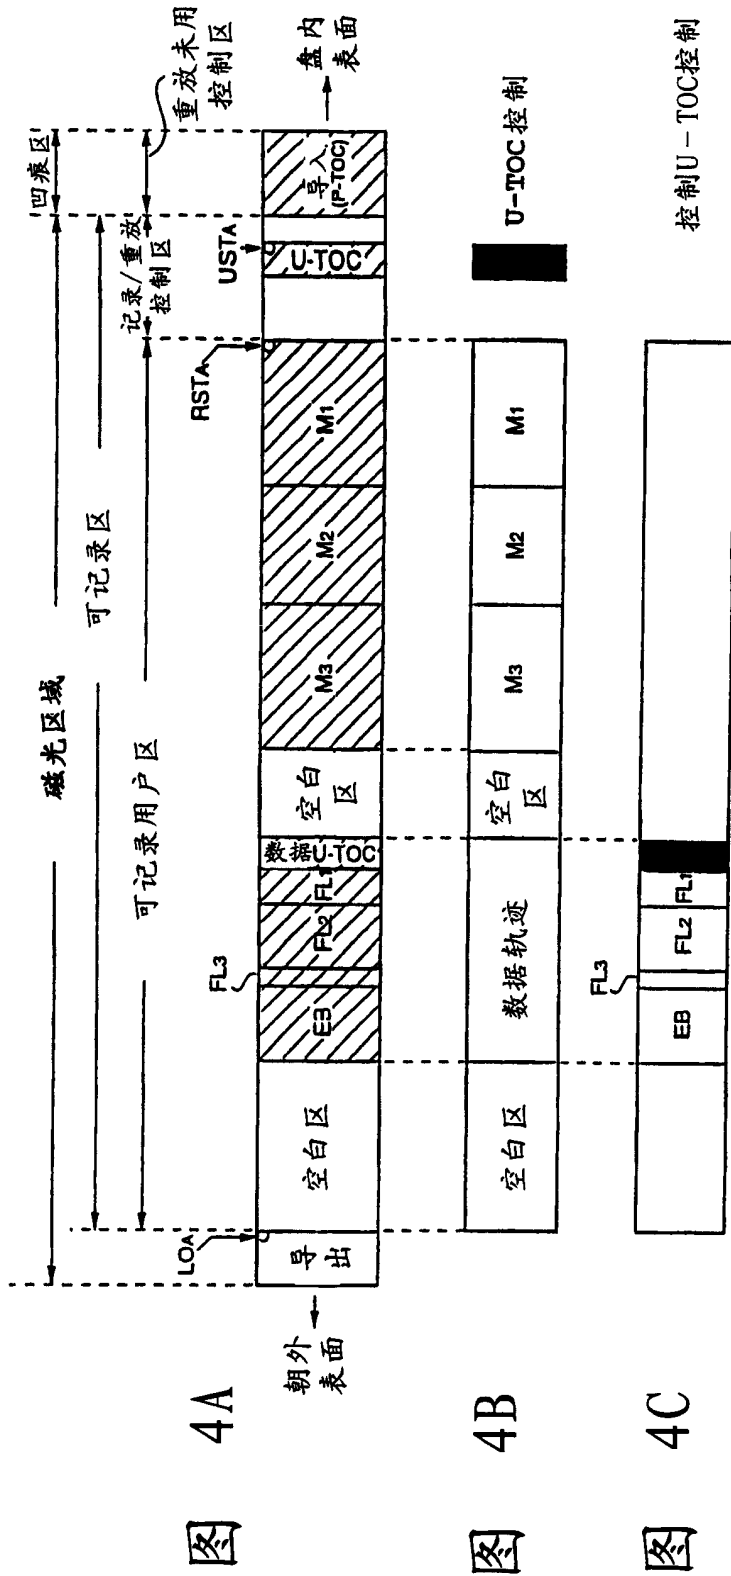 磁光区域
凹痕区
可记录区
重放未用
控制区
可记录用户区
记录/重放
控制区
LOA
FL3
RSTA
USTA
图 4A
朝外
表面
导出
空白区
EB
FL2
FL1
数据U-TOC
空白
区
M3
M2
M1
U-TOC
导入
(P-TOC)
盘内
表面
图 4B
空白区
数据轨迹
空白
区
M3
M2
M1
U-TOC控制
FL3
图 4C
EB
FL2
FL1
控制U-TOC控制